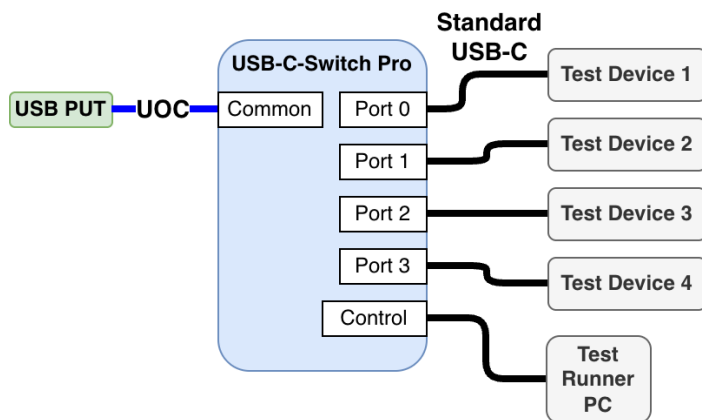 Standard
USB-C
USB-C-Switch Pro
USB PUT
UOC
Common
Port 0
Test Device 1
Port 1
Test Device 2
Port 2
Test Device 3
Port 3
Test Device 4
Control
Test
Runner
PC